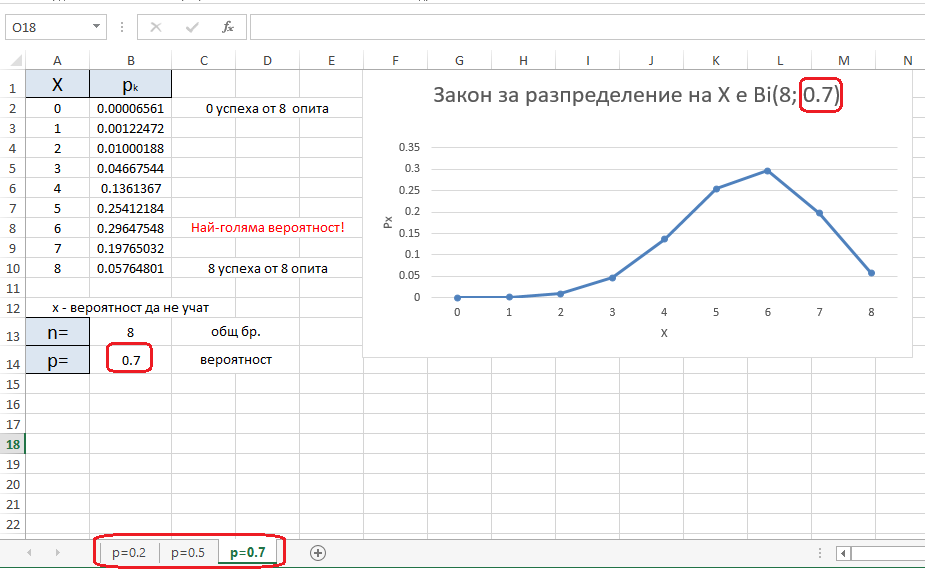 O18
fx
A B C D E F G H I J K L M N
1 X pk
2 0 0.00006561 0 успеха от 8 опита
3 1 0.00122472
4 2 0.01000188
5 3 0.04667544
6 4 0.1361367
7 5 0.25412184
8 6 0.29647548 Най-голяма вероятност!
9 7 0.19765032
10 8 0.05764801 8 успеха от 8 опита
11
12 x - вероятност да не учат
13 n= 8 общ бр.
14 p= 0.7 вероятност
15
16
17
18
19
20
21
22
Закон за разпределение на X е Bi(8; 0.7)
0.35
0.3
0.25
0.2
0.15
0.1
0.05
0
Px
0 1 2 3 4 5 6 7 8
X
p=0.2 p=0.5 p=0.7